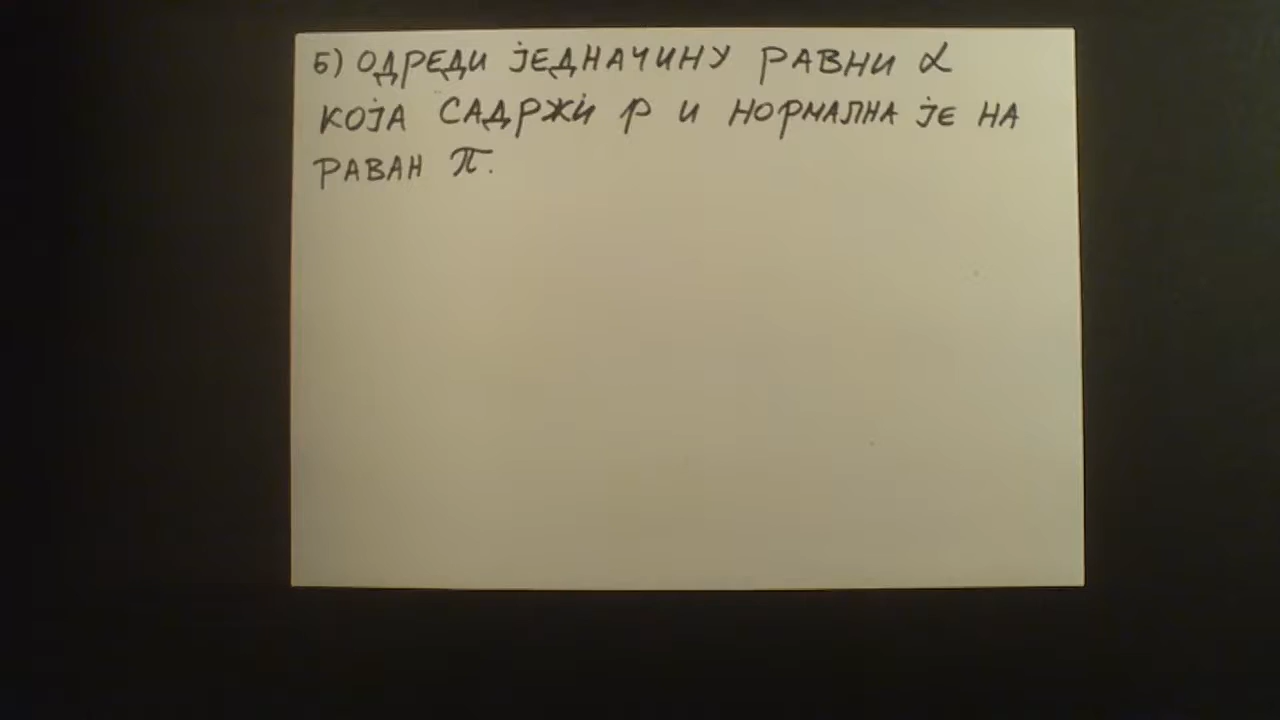 Б) ОДРЕДИ ЈЕДНАЧИНУ РАВНИ α
КОЈА САДРЖИ p И НОРМАЛНА ЈЕ НА
РАВАН π.